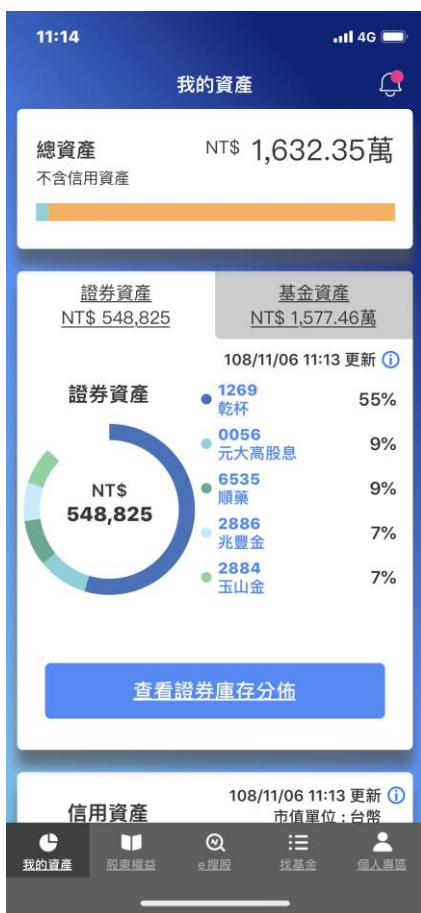 11:14
4G
我的資產
總資產
NT$ 1,632.35萬
不含信用資產
證券資產
NT$ 548,825
基金資產
NT$ 1,577.46萬
108/11/06 11:13 更新
證券資產
NT$
548,825
1269
乾杯
55%
0056
元大高股息
9%
6535
順藥
9%
2886
兆豐金
7%
2884
玉山金
7%
查看證券庫存分佈
信用資產
108/11/06 11:13 更新
市值單位 : 台幣
我的資產
股東權益
e搜股
找基金
個人專區